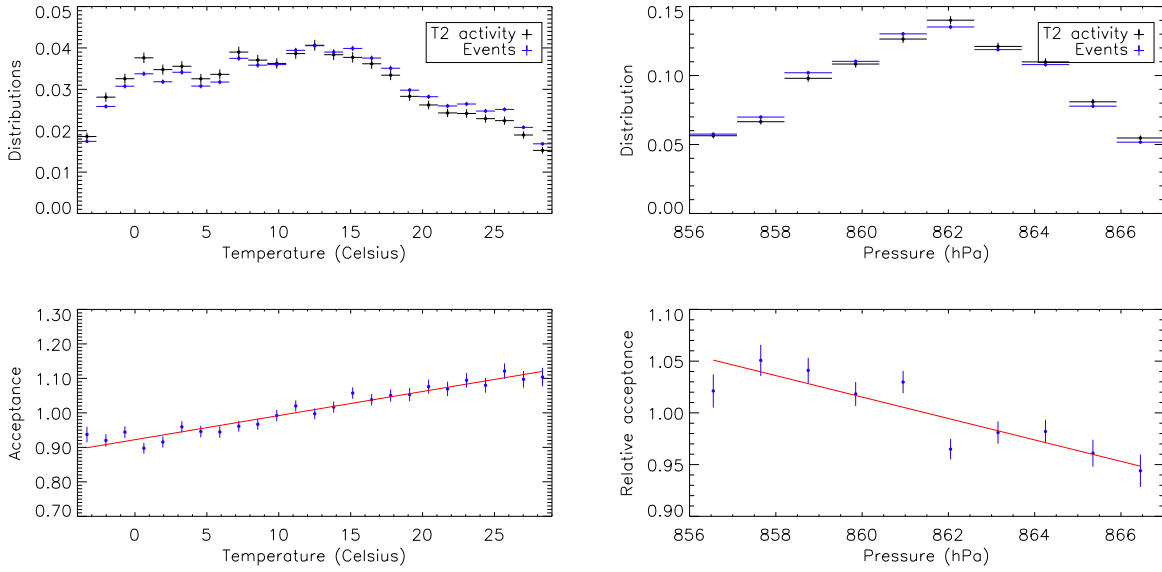 0.05
0.04
0.03
0.02
0.01
0.00
Distributions
T2 activity
Events
0 5 10 15 20 25
Temperature (Celsius)
0.15
0.10
0.05
0.00
Distribution
T2 activity
Events
856 858 860 862 864 866
Pressure (hPa)
1.30
1.20
1.10
1.00
0.90
0.80
0.70
Acceptance
0 5 10 15 20 25
Temperature (Celsius)
1.10
1.05
1.00
0.95
0.90
Relative acceptance
856 858 860 862 864 866
Pressure (hPa)